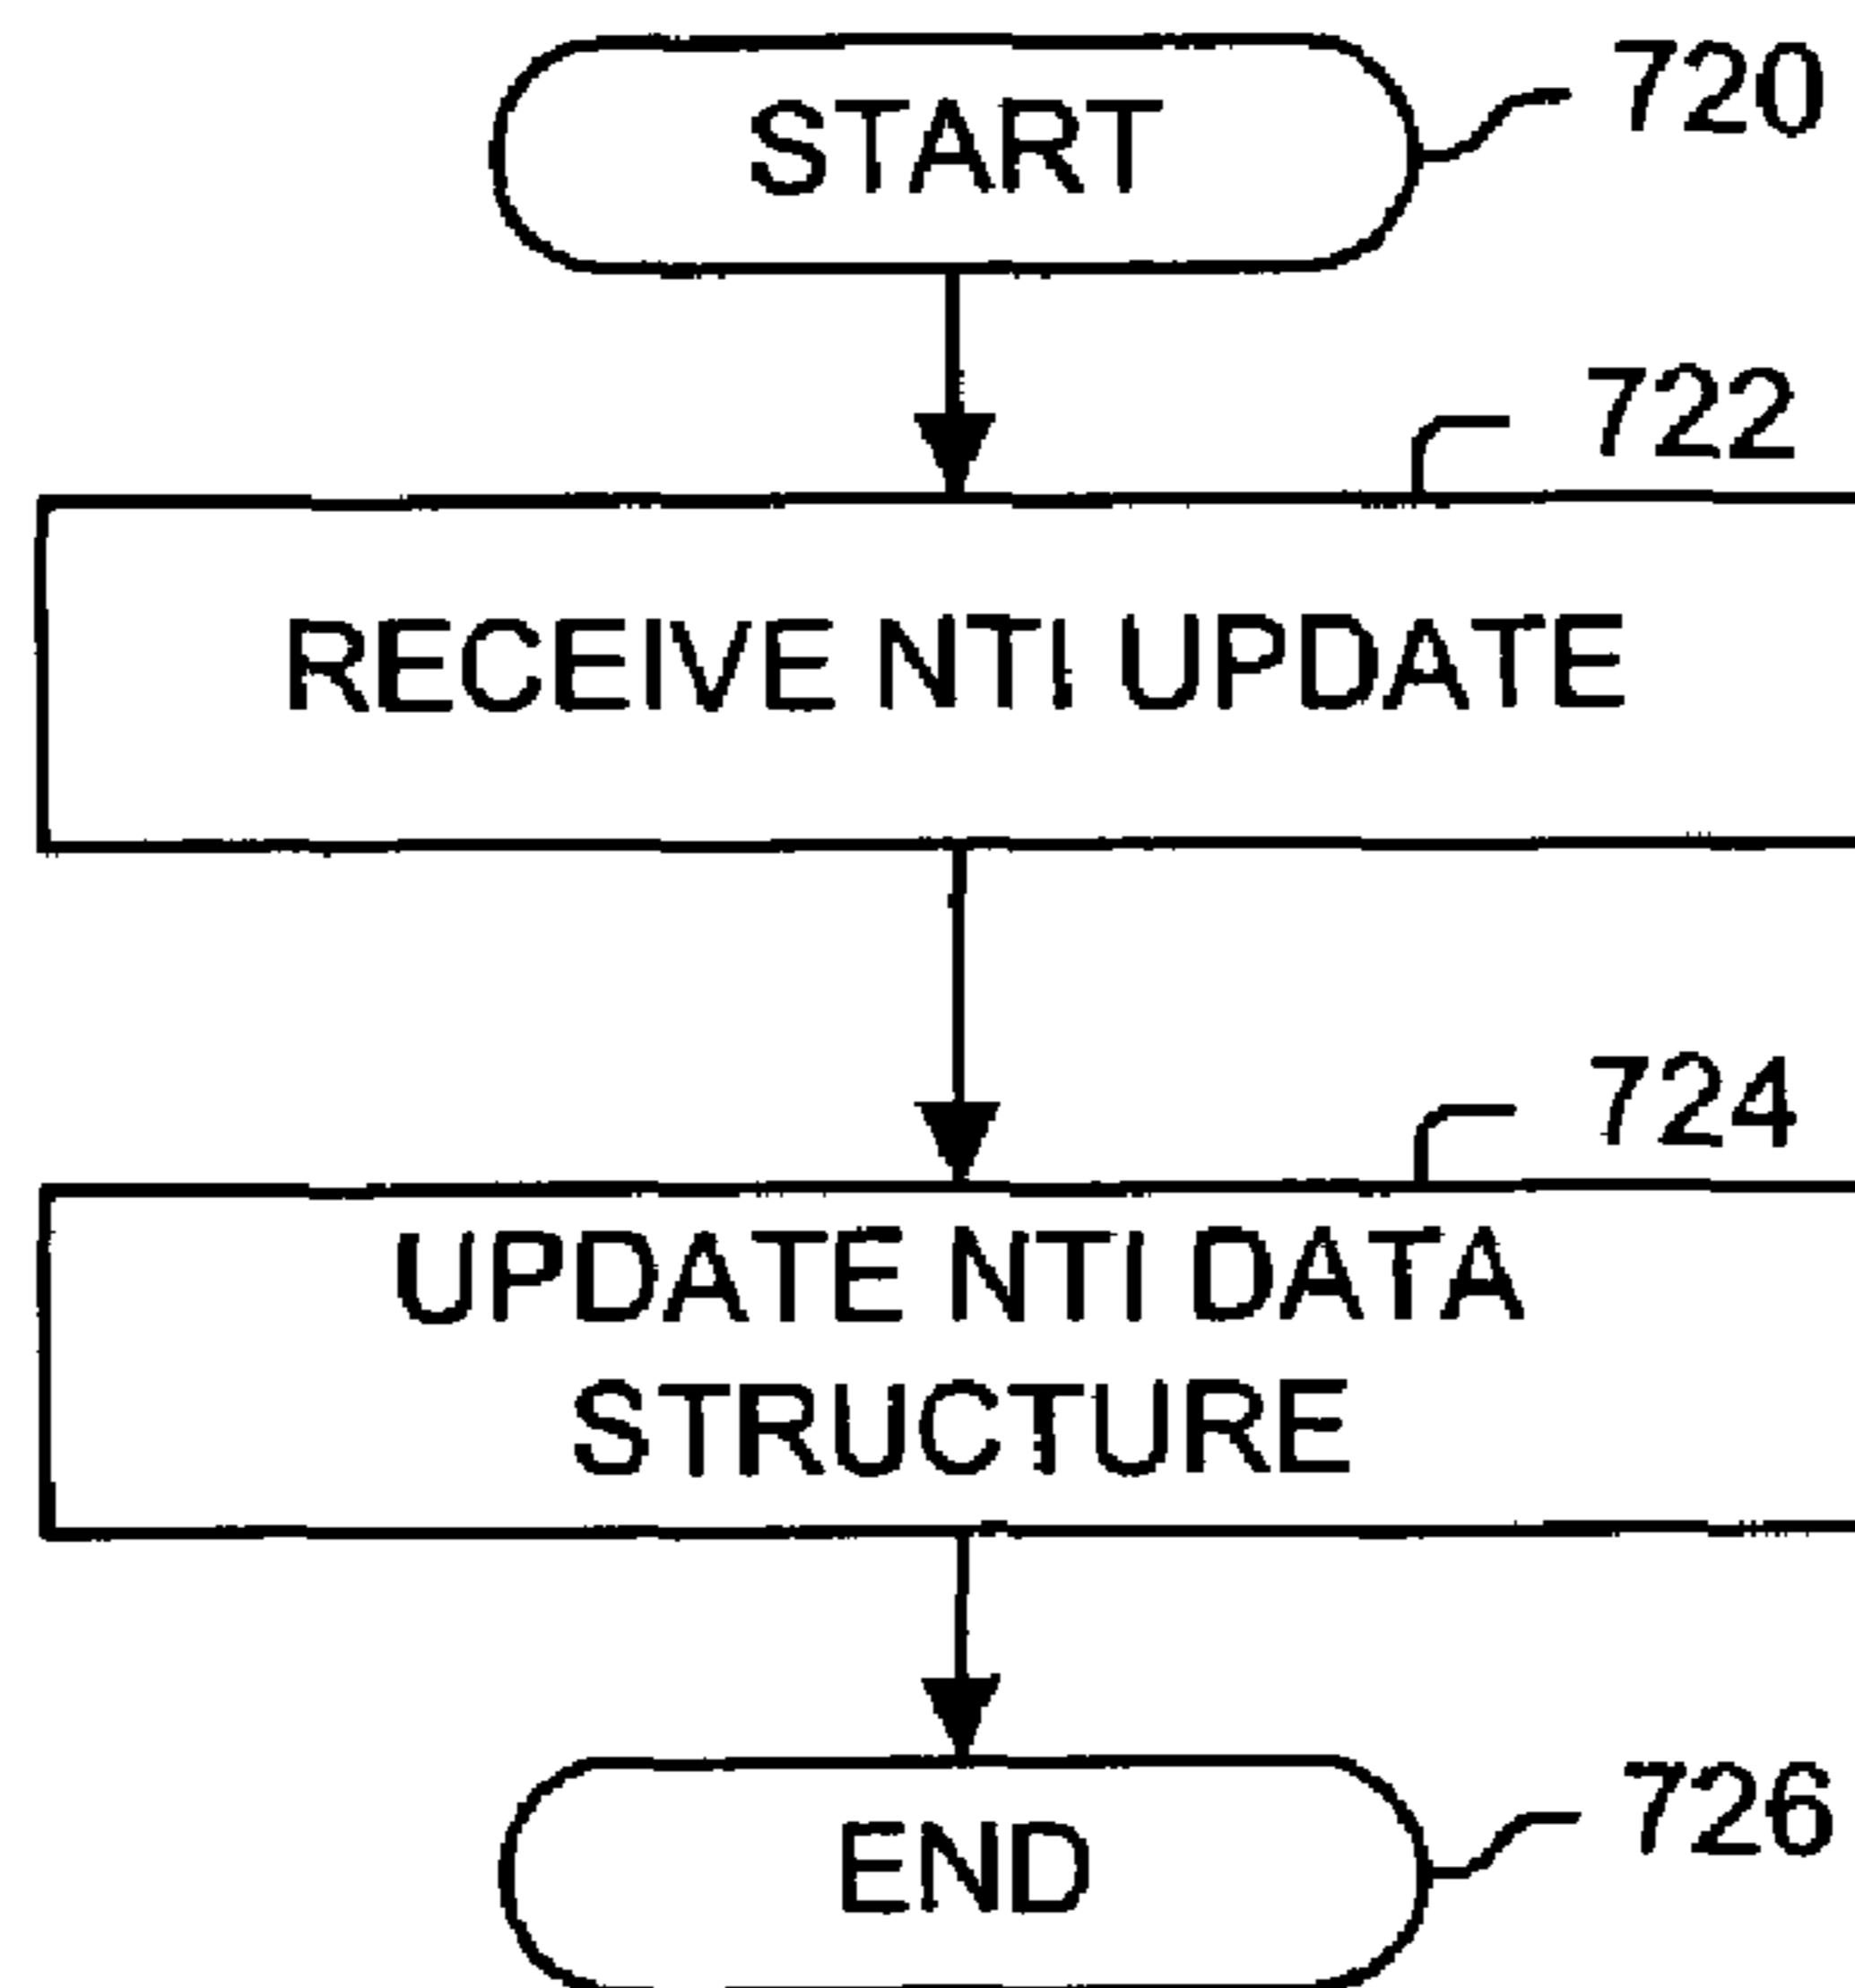 START
720
722
RECEIVE NTI UPDATE
724
UPDATE NTI DATA
STRUCTURE
END
726